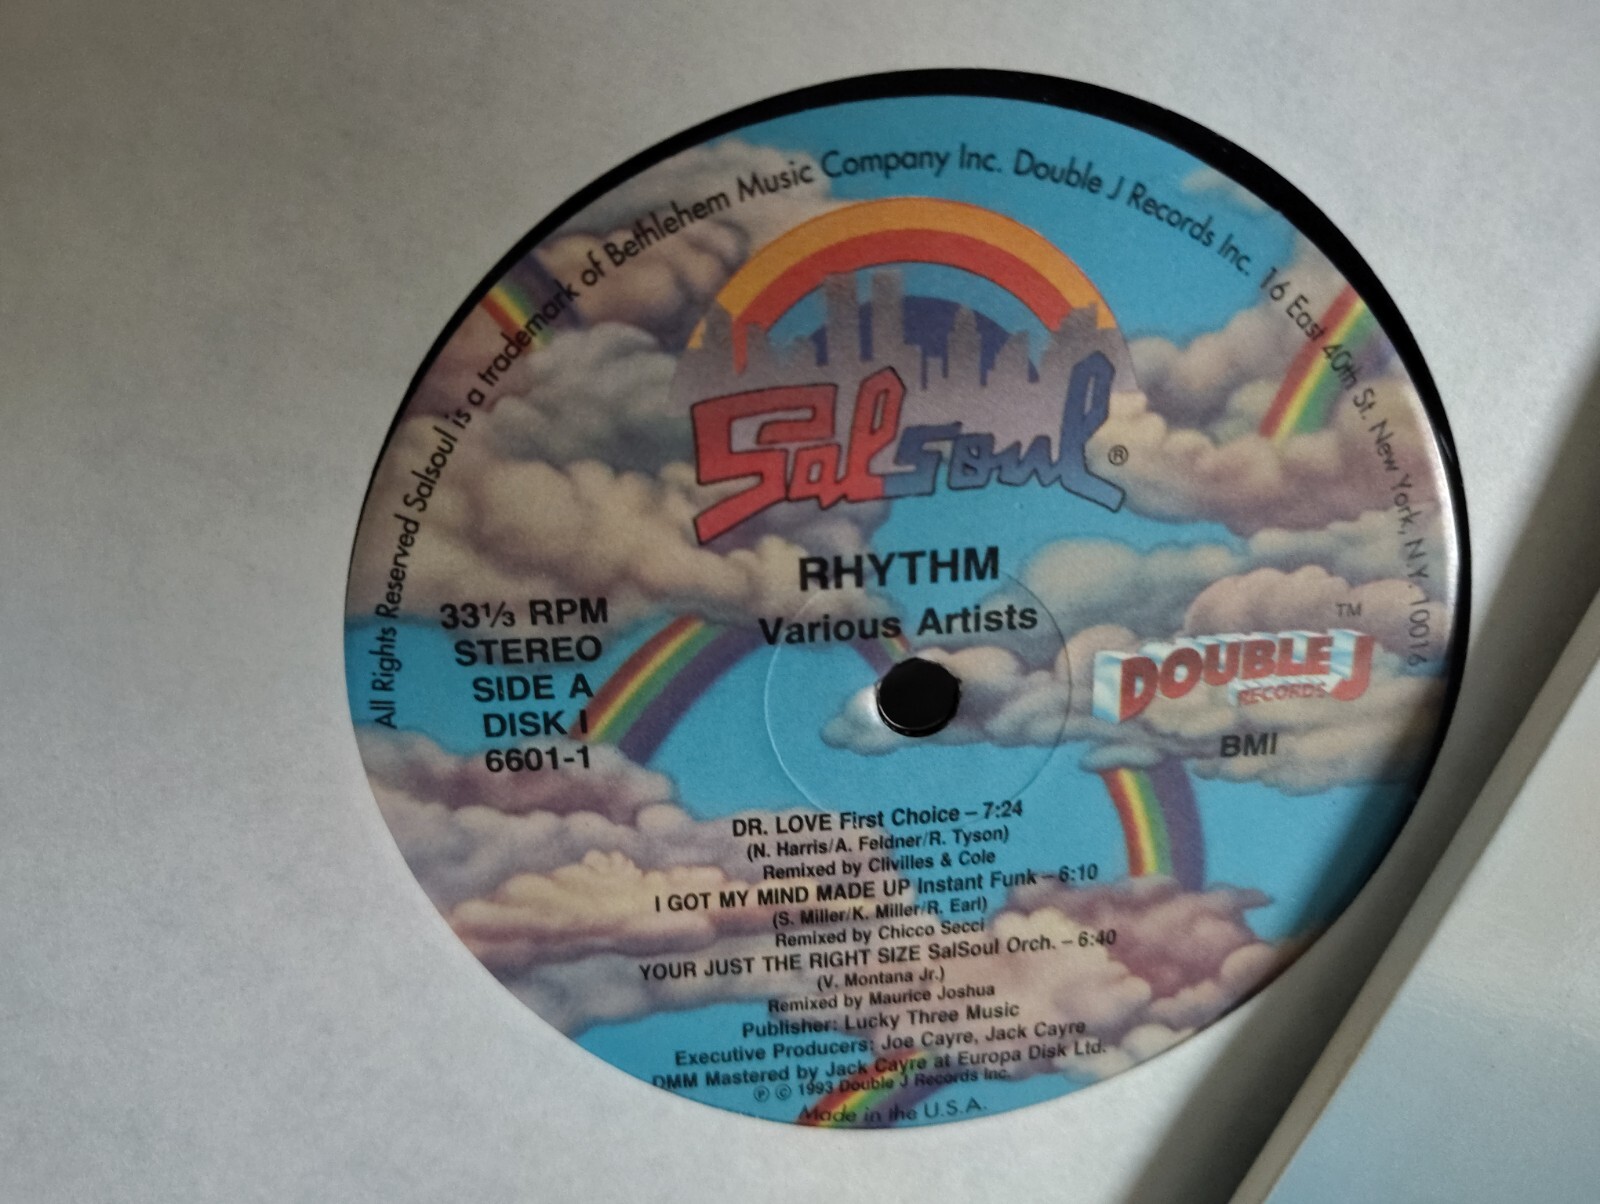 All Rights Reserved Salsoul is a trademark of Bethlehem Music Company Inc. Double J Records Inc. 16 East 40th St. New York, N.Y. 10016
Salsoul ®
RHYTHM
Various Artists
33⅓ RPM
STEREO
SIDE A
DISK I
6601-1
TM
DOUBLE J
RECORDS
BMI
DR. LOVE First Choice – 7:24
(N. Harris/A. Feldner/R. Tyson)
Remixed by Clivilles & Cole
I GOT MY MIND MADE UP Instant Funk – 6:10
(S. Miller/K. Miller/R. Earl)
Remixed by Chicco Secci
YOUR JUST THE RIGHT SIZE SalSoul Orch. – 6:40
(V. Montana Jr.)
Remixed by Maurice Joshua
Publisher: Lucky Three Music
Executive Producers: Joe Cayre, Jack Cayre
DMM Mastered by Jack Cayre at Europa Disk Ltd.
℗ © 1993 Double J Records Inc.
Made in the U.S.A.